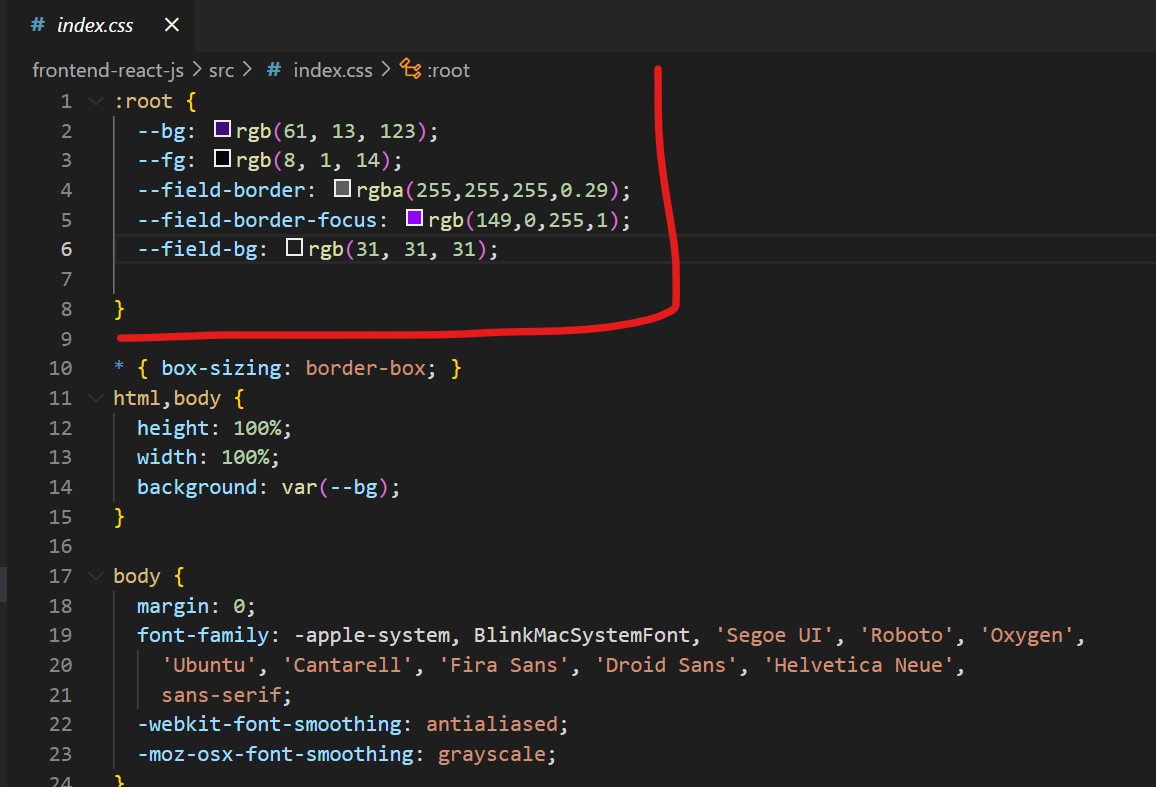 # index.css ×
frontend-react-js > src > # index.css > :root
1 :root {
2 --bg: rgb(61, 13, 123);
3 --fg: rgb(8, 1, 14);
4 --field-border: rgba(255,255,255,0.29);
5 --field-border-focus: rgb(149,0,255,1);
6 --field-bg: rgb(31, 31, 31);
7
8 }
9
10 * { box-sizing: border-box; }
11 html,body {
12 height: 100%;
13 width: 100%;
14 background: var(--bg);
15 }
16
17 body {
18 margin: 0;
19 font-family: -apple-system, BlinkMacSystemFont, 'Segoe UI', 'Roboto', 'Oxygen',
20 'Ubuntu', 'Cantarell', 'Fira Sans', 'Droid Sans', 'Helvetica Neue',
21 sans-serif;
22 -webkit-font-smoothing: antialiased;
23 -moz-osx-font-smoothing: grayscale;
24 }